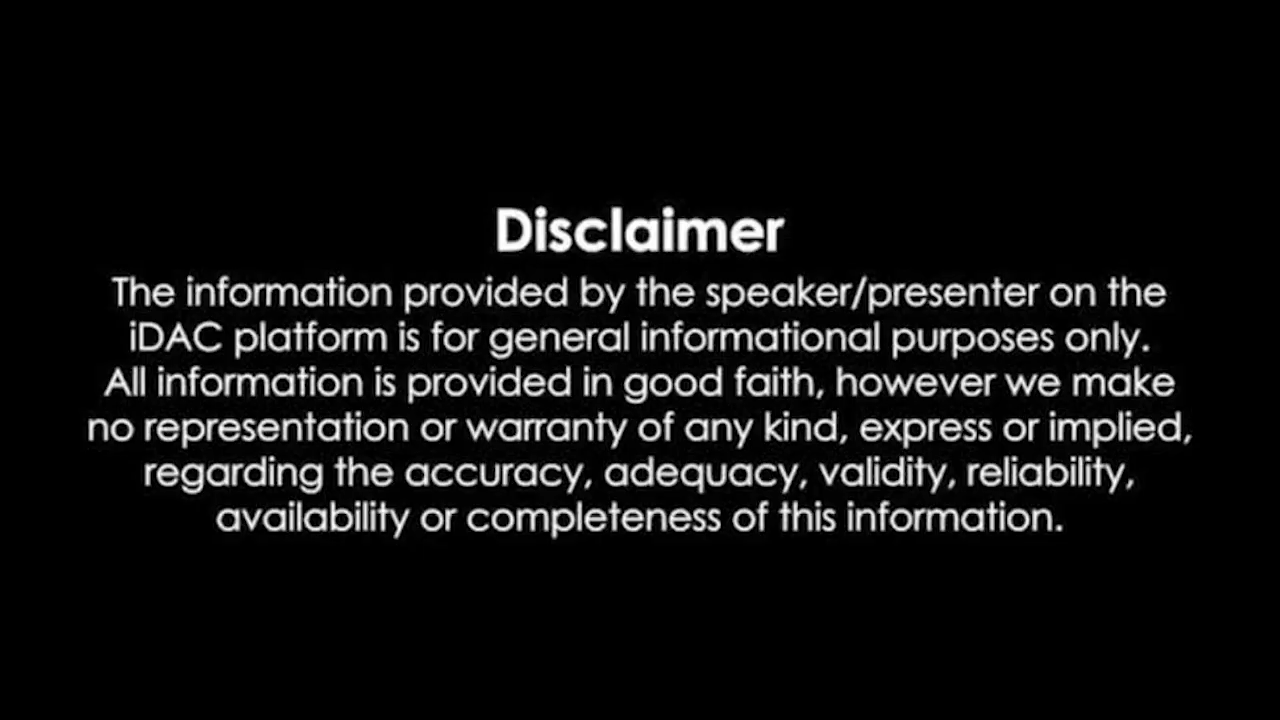 Disclaimer
The information provided by the speaker/presenter on the
iDAC platform is for general informational purposes only.
All information is provided in good faith, however we make
no representation or warranty of any kind, express or implied,
regarding the accuracy, adequacy, validity, reliability,
availability or completeness of this information.